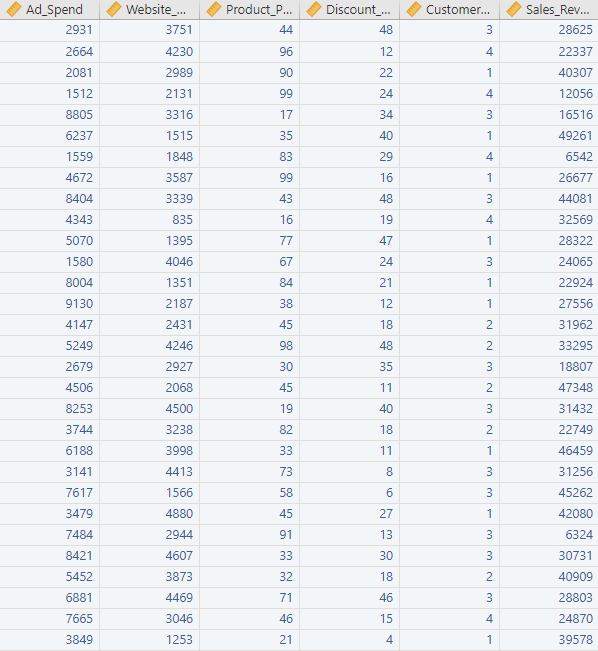 Ad_Spend Website_... Product_P... Discount_... Customer... Sales_Rev...
2931 3751 44 48 3 28625
2664 4230 96 12 4 22337
2081 2989 90 22 1 40307
1512 2131 99 24 4 12056
8805 3316 17 34 3 16516
6237 1515 35 40 1 49261
1559 1848 83 29 4 6542
4672 3587 99 16 1 26677
8404 3339 43 48 3 44081
4343 835 16 19 4 32569
5070 1395 77 47 1 28322
1580 4046 67 24 3 24065
8004 1351 84 21 1 22924
9130 2187 38 12 1 27556
4147 2431 45 18 2 31962
5249 4246 98 48 2 33295
2679 2927 30 35 3 18807
4506 2068 45 11 2 47348
8253 4500 19 40 3 31432
3744 3238 82 18 2 22749
6188 3998 33 11 1 46459
3141 4413 73 8 3 31256
7617 1566 58 6 3 45262
3479 4880 45 27 1 42080
7484 2944 91 13 3 6324
8421 4607 33 30 3 30731
5452 3873 32 18 2 40909
6881 4469 71 46 3 28803
7665 3046 46 15 4 24870
3849 1253 21 4 1 39578